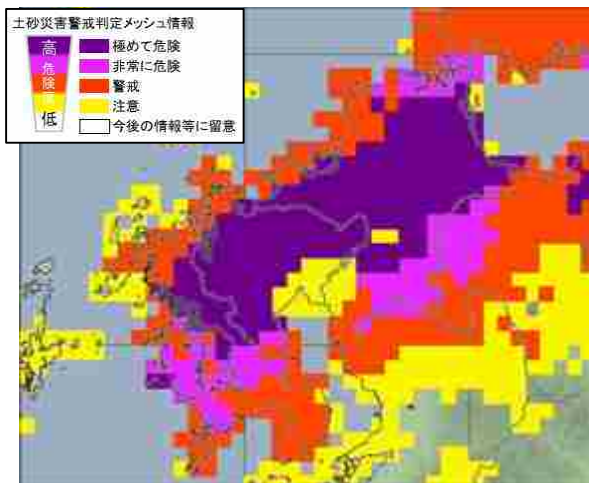 土砂災害警戒判定メッシュ情報
高
危険度
低
極めて危険
非常に危険
警戒
注意
今後の情報等に留意